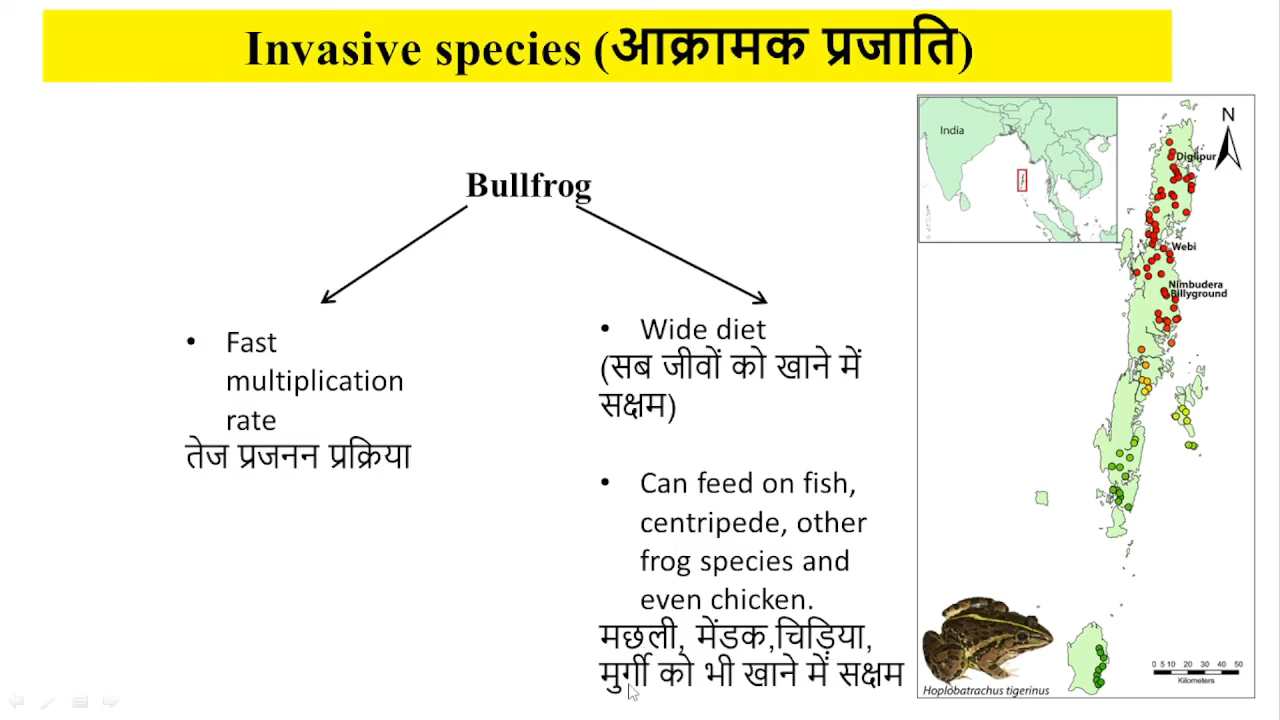 Invasive species (आक्रामक प्रजाति)
Bullfrog
• Fast
multiplication
rate
तेज प्रजनन प्रक्रिया
• Wide diet
(सब जीवों को खाने में
सक्षम)
• Can feed on fish,
centripede, other
frog species and
even chicken.
मछली, मेंडक,चिड़िया,
मुर्गी को भी खाने में सक्षम
India
N
Diglipur
Webi
Nimbudera
Billyground
0 5 10 20 30 40 50
Kilometers
Hoplobatrachus tigerinus